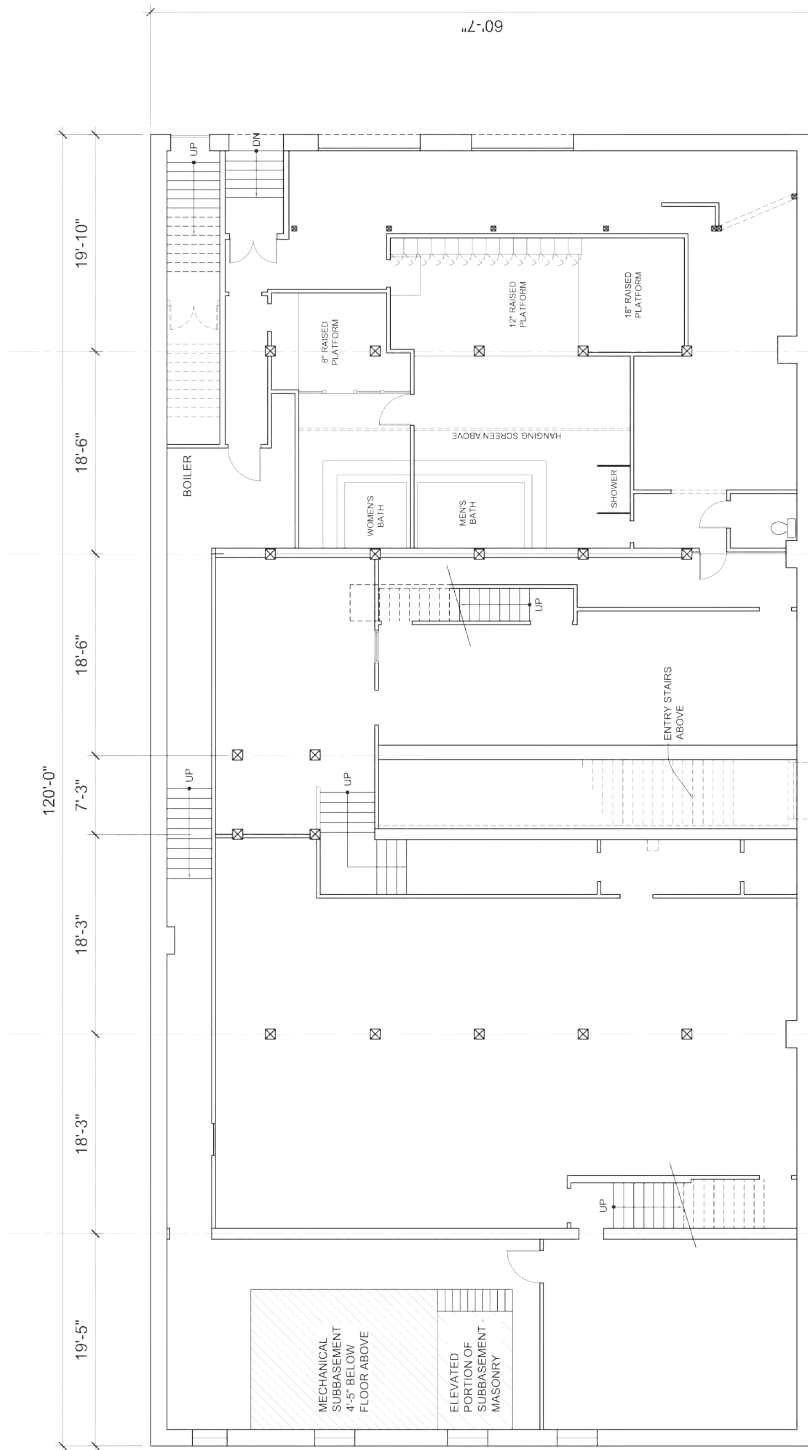 120'-0"
19'-5"
18'-3"
18'-3"
7'-3"
18'-6"
18'-6"
19'-10"
60'-7"
MECHANICAL
SUBBASEMENT
4'-5" BELOW
FLOOR ABOVE
ELEVATED
PORTION OF
SUBBASEMENT -
MASONRY
UP
UP
UP
ENTRY STAIRS
ABOVE
UP
BOILER
UP
DN
WOMEN'S
BATH
MEN'S
BATH
SHOWER
HANGING SCREEN ABOVE
8" RAISED
PLATFORM
12" RAISED
PLATFORM
18" RAISED
PLATFORM